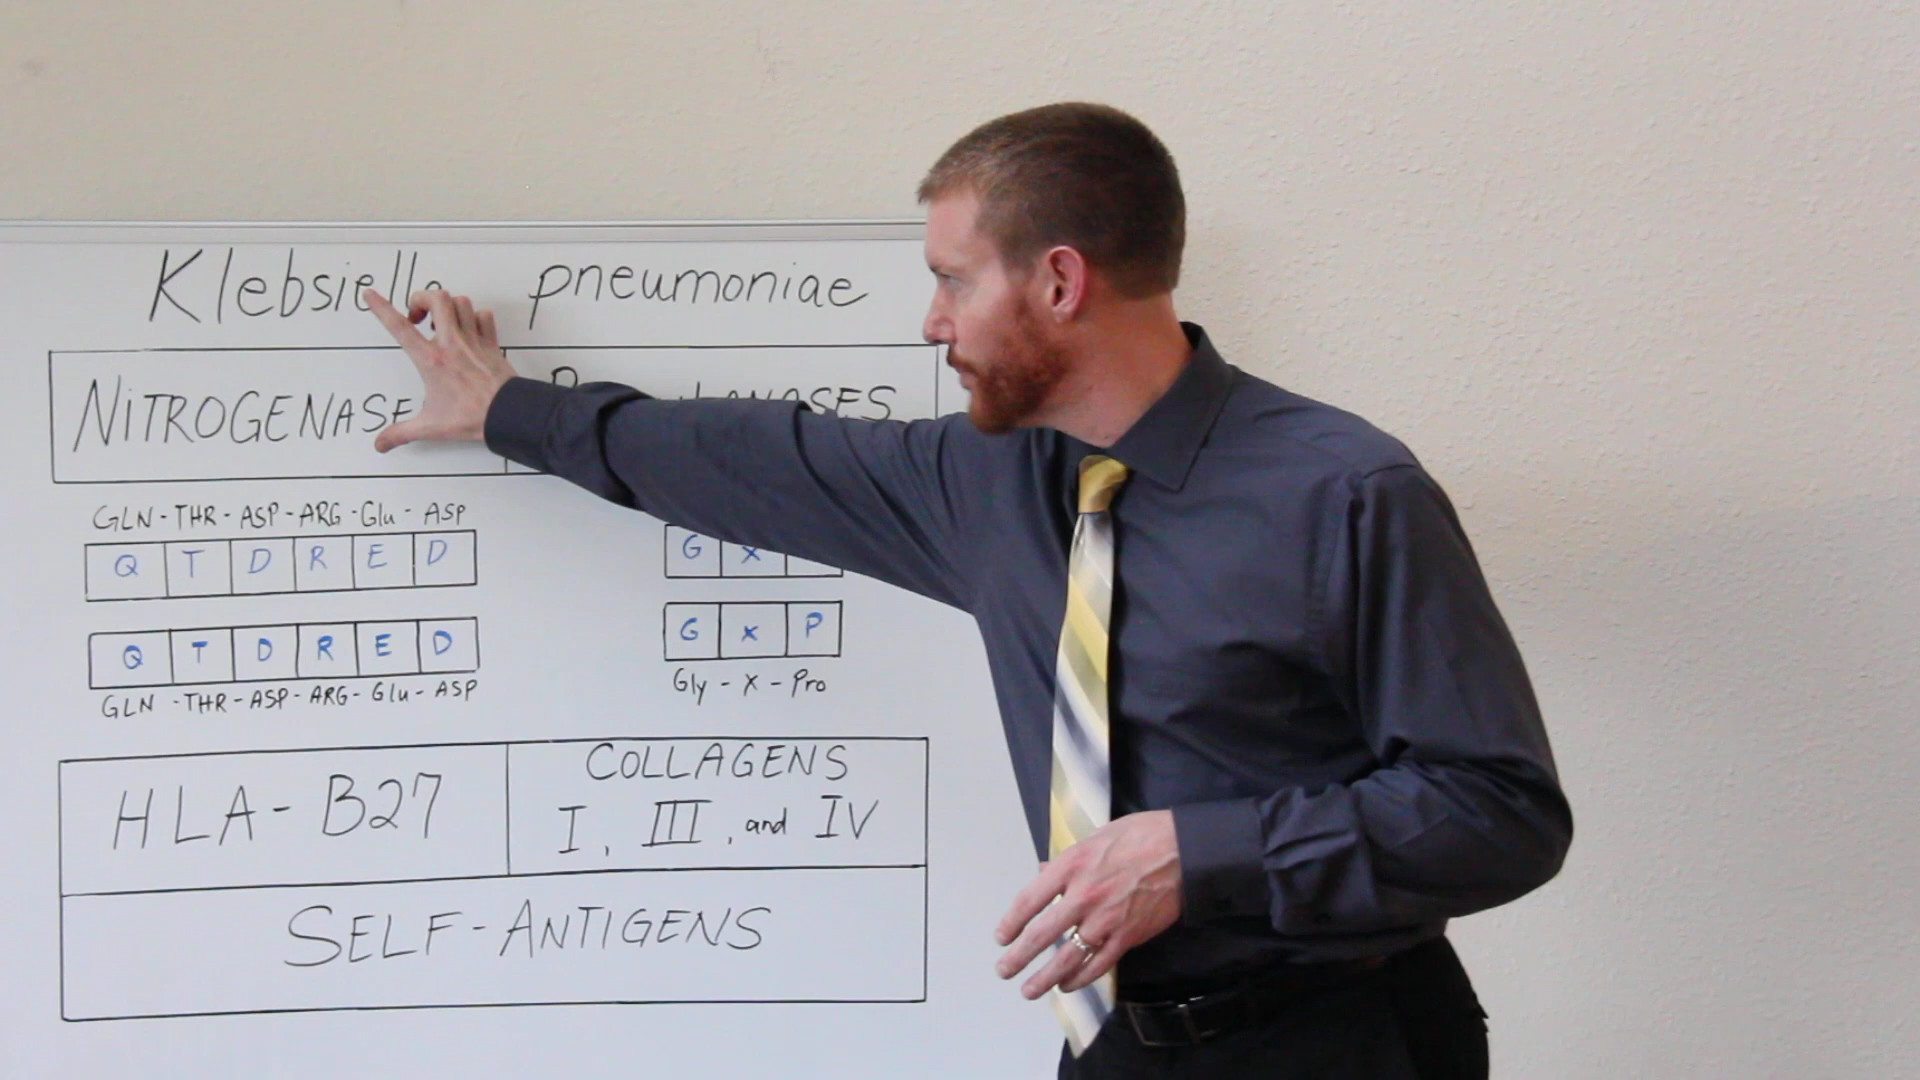 Klebsiella pneumoniae
NITROGENASE
GLN - THR - ASP - ARG - Glu - ASP
Q T D R E D
G X
Q T D R E D
G X P
GLN - THR - ASP - ARG - Glu - ASP
Gly - X - Pro
HLA - B27
COLLAGENS
I, III, and IV
SELF - ANTIGENS